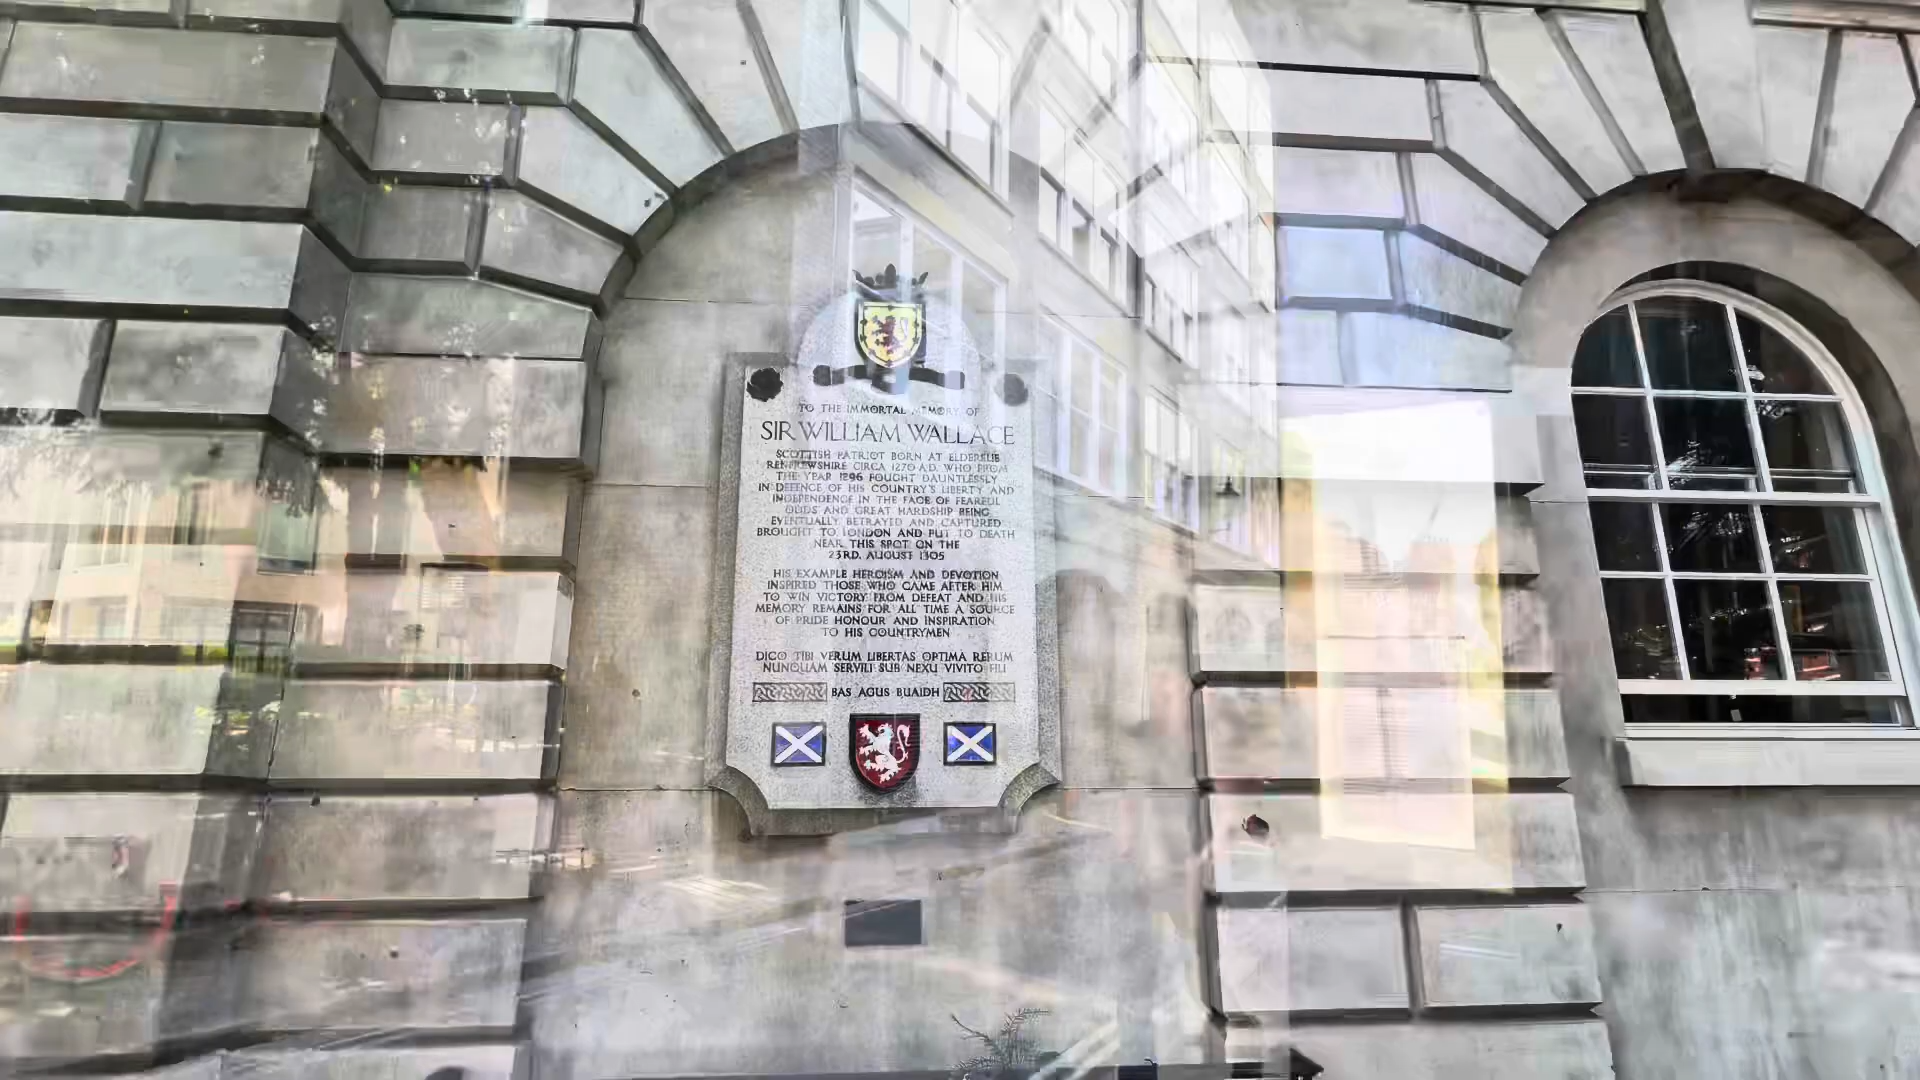 TO THE IMMORTAL MEMORY OF
SIR WILLIAM WALLACE
SCOTTISH PATRIOT BORN AT ELDERSLIE
RENFREWSHIRE CIRCA 1270 A.D. WHO FROM
THE YEAR 1296 FOUGHT DAUNTLESSLY
IN DEFENCE OF HIS COUNTRY'S LIBERTY AND
INDEPENDENCE IN THE FACE OF FEARFUL
ODDS AND GREAT HARDSHIP BEING
EVENTUALLY BETRAYED AND CAPTURED
BROUGHT TO LONDON AND PUT TO DEATH
NEAR THIS SPOT ON THE
23RD. AUGUST 1305
HIS EXAMPLE HEROISM AND DEVOTION
INSPIRED THOSE WHO CAME AFTER HIM
TO WIN VICTORY FROM DEFEAT AND HIS
MEMORY REMAINS FOR ALL TIME A SOURCE
OF PRIDE HONOUR AND INSPIRATION
TO HIS COUNTRYMEN
DICO TIBI VERUM LIBERTAS OPTIMA RERUM
NUNQUAM SERVILI SUB NEXU VIVITO FILI
BAS AGUS BUAIDH